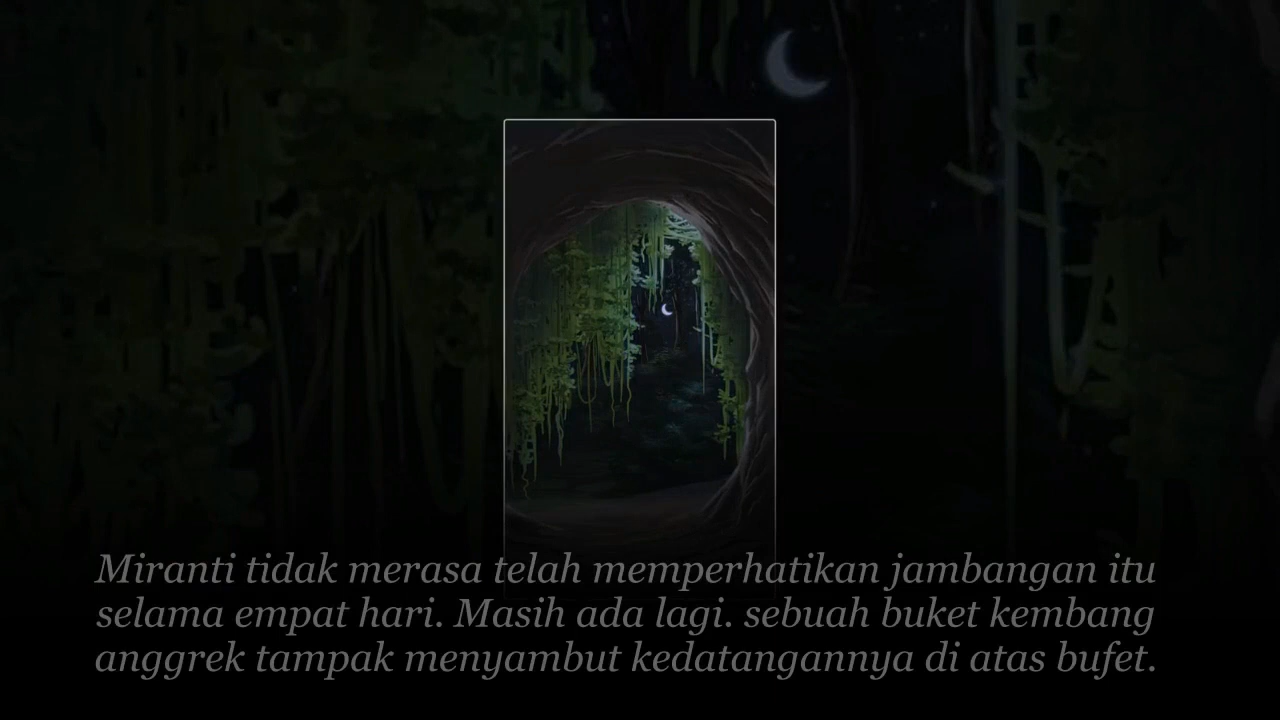 Miranti tidak merasa telah memperhatikan jambangan itu
selama empat hari. Masih ada lagi. sebuah buket kembang
anggrek tampak menyambut kedatangannya di atas bufet.